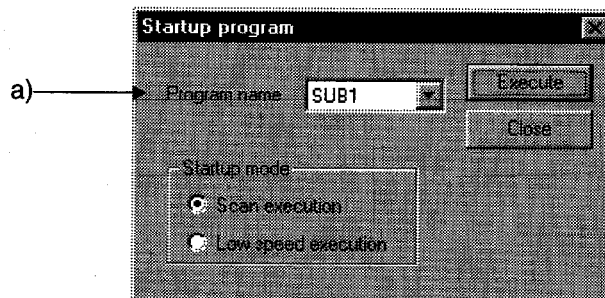 Startup program
a)
Program name SUB1 Execute
Close
Startup mode
Scan execution
Low speed execution